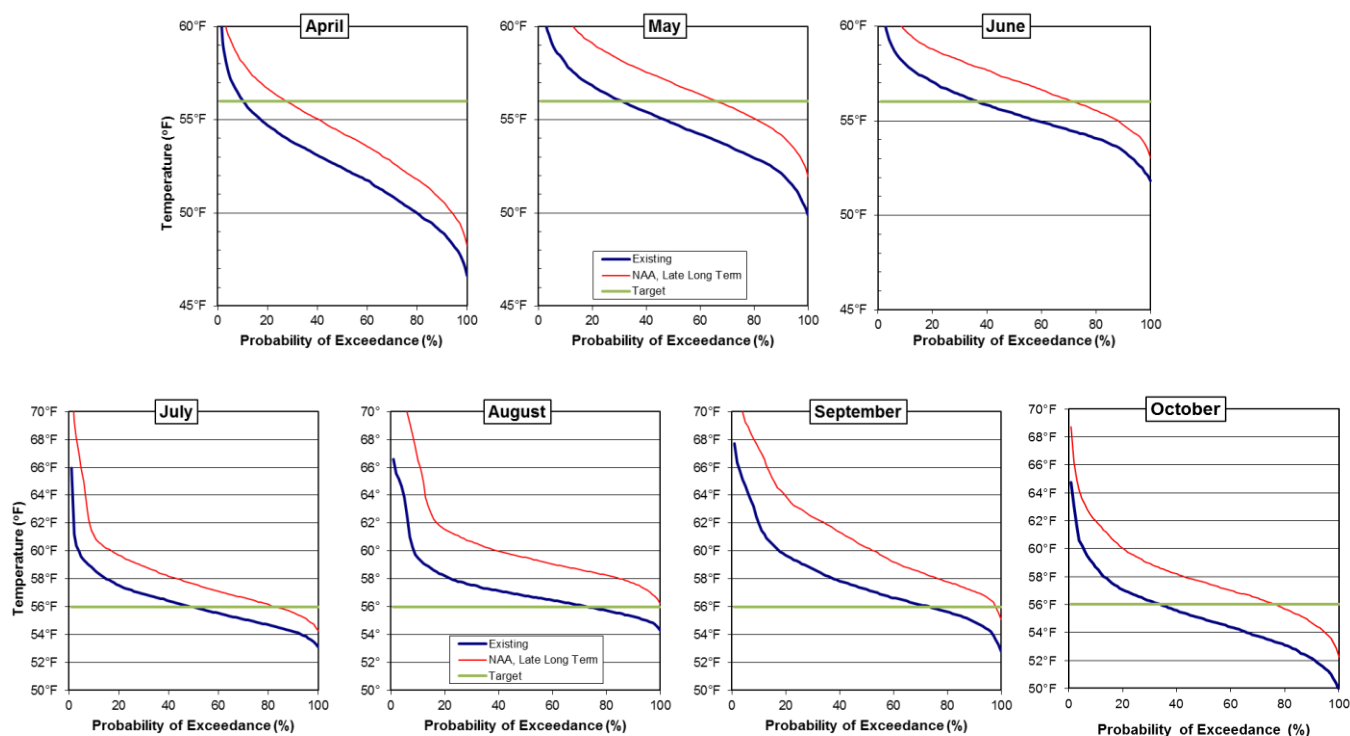 April
May
June
60°F
55°F
50°F
45°F
Temperature (°F)
0 20 40 60 80 100
Probability of Exceedance (%)
60°F
55°F
50°F
45°F
Existing
NAA, Late Long Term
Target
0 20 40 60 80 100
Probability of Exceedance (%)
60°F
55°F
50°F
45°F
0 20 40 60 80 100
Probability of Exceedance (%)
July
August
September
October
70°F
68°F
66°F
64°F
62°F
60°F
58°F
56°F
54°F
52°F
50°F
Temperature (°F)
0 20 40 60 80 100
Probability of Exceedance (%)
70°
68°
66°
64°
62°
60°
58°
56°
54°
52°
50°
Existing
NAA, Late Long Term
Target
0 20 40 60 80 100
Probability of Exceedance (%)
70°F
68°F
66°F
64°F
62°F
60°F
58°F
56°F
54°F
52°F
50°F
0 20 40 60 80 100
Probability of Exceedance (%)
70°F
68°F
66°F
64°F
62°F
60°F
58°F
56°F
54°F
52°F
50°F
0 20 40 60 80 100
Probability of Exceedance (%)